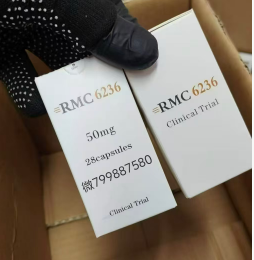 RMC 6236
50mg
28capsules
微799887580
Clinical Trial
RMC 6236
Clinical Trial